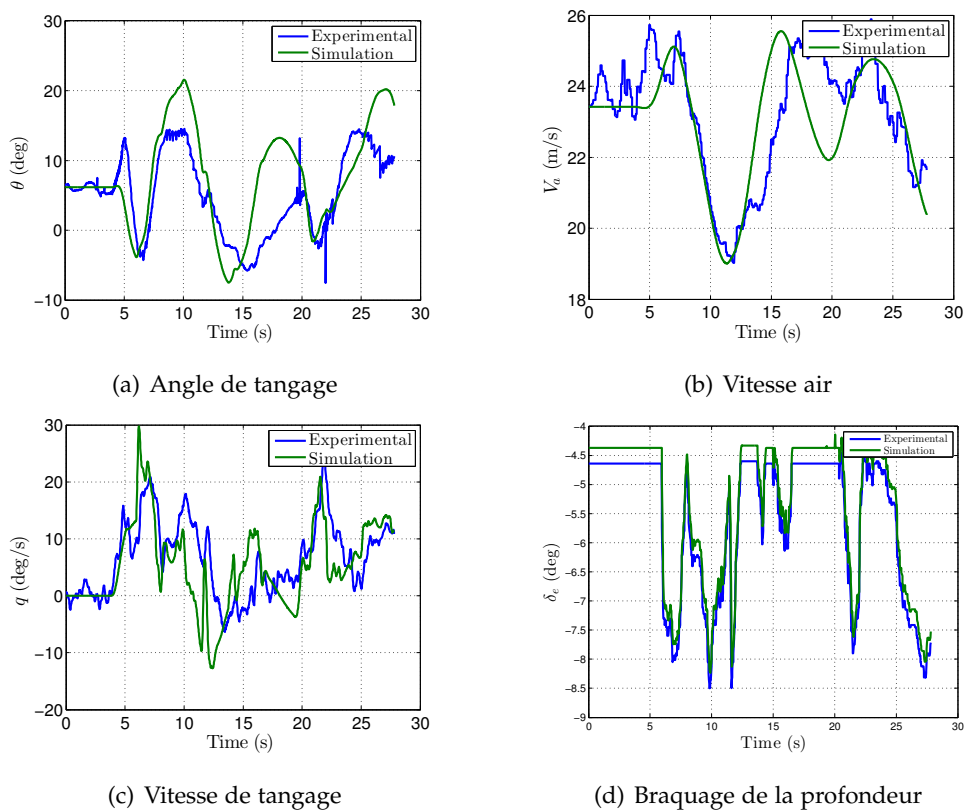 30
20
10
0
−10
0 5 10 15 20 25 30
θ (deg)
Time (s)
Experimental
Simulation
(a) Angle de tangage
26
24
22
20
18
0 5 10 15 20 25 30
V_a (m/s)
Time (s)
Experimental
Simulation
(b) Vitesse air
30
20
10
0
−10
−20
0 5 10 15 20 25 30
q (deg/s)
Time (s)
Experimental
Simulation
(c) Vitesse de tangage
−4
−4.5
−5
−5.5
−6
−6.5
−7
−7.5
−8
−8.5
−9
0 5 10 15 20 25 30
δ_e (deg)
Time (s)
Experimental
Simulation
(d) Braquage de la profondeur